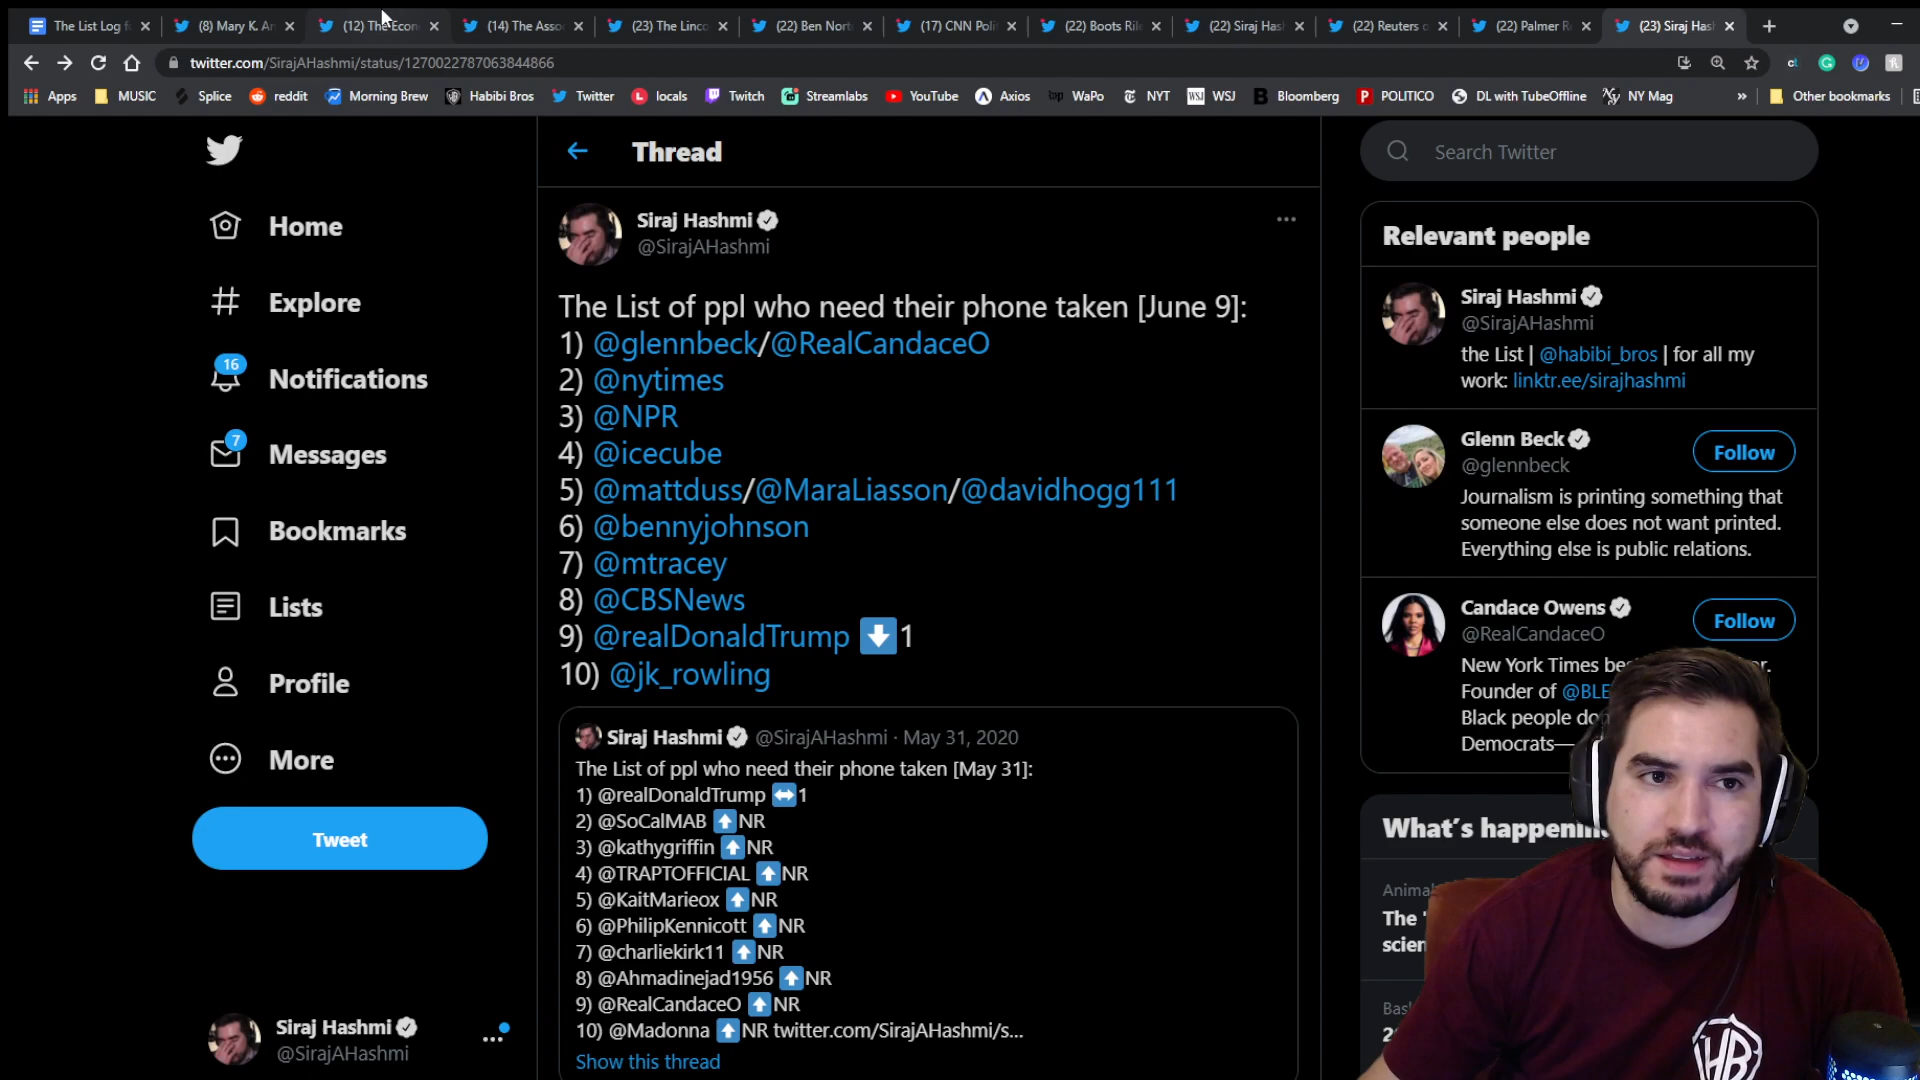 The List Log f
(8) Mary K. An
(12) The Econ
(14) The Asso
(23) The Linco
(22) Ben Nort
(17) CNN Poli
(22) Boots Rile
(22) Siraj Has
(22) Reuters o
(22) Palmer R
(23) Siraj Has
twitter.com/SirajAHashmi/status/1270022787063844866
Apps
MUSIC
Splice
reddit
Morning Brew
Habibi Bros
Twitter
locals
Twitch
Streamlabs
YouTube
Axios
WaPo
NYT
WSJ
Bloomberg
POLITICO
DL with TubeOffline
NY Mag
»
Other bookmarks
Home
Explore
16
Notifications
7
Messages
Bookmarks
Lists
Profile
More
Tweet
Siraj Hashmi
@SirajAHashmi
Thread
Siraj Hashmi
@SirajAHashmi
The List of ppl who need their phone taken [June 9]:
1) @glennbeck/@RealCandaceO
2) @nytimes
3) @NPR
4) @icecube
5) @mattduss/@MaraLiasson/@davidhogg111
6) @bennyjohnson
7) @mtracey
8) @CBSNews
9) @realDonaldTrump ⬇1
10) @jk_rowling
Siraj Hashmi @SirajAHashmi · May 31, 2020
The List of ppl who need their phone taken [May 31]:
1) @realDonaldTrump ↔1
2) @SoCalMAB ⬆NR
3) @kathygriffin ⬆NR
4) @TRAPTOFFICIAL ⬆NR
5) @KaitMarieox ⬆NR
6) @PhilipKennicott ⬆NR
7) @charliekirk11 ⬆NR
8) @Ahmadinejad1956 ⬆NR
9) @RealCandaceO ⬆NR
10) @Madonna ⬆NR twitter.com/SirajAHashmi/s...
Show this thread
Search Twitter
Relevant people
Siraj Hashmi
@SirajAHashmi
the List | @habibi_bros | for all my
work: linktr.ee/sirajhashmi
Glenn Beck
@glennbeck
Follow
Journalism is printing something that
someone else does not want printed.
Everything else is public relations.
Candace Owens
@RealCandaceO
Follow
New York Times
Founder of @BLE
Black people do
Democrats—
What's happenin
Animal
The
scien
HB